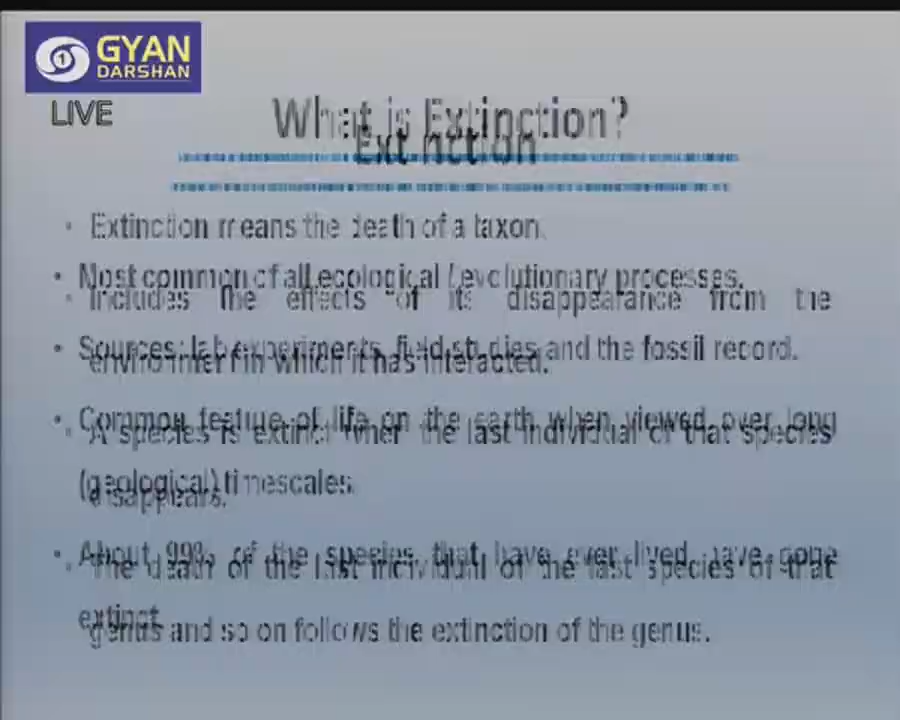 GYAN
DARSHAN
LIVE
What is Extinction?
Extinction
• Extinction means the death of a taxon.
• Most common of all ecological / evolutionary processes.
• Includes the effects of its disappearance from the
• Sources: lab experiments, field studies and the fossil record.
environment in which it has interacted.
• Common feature of life on the earth when viewed over long
• A species is extinct when the last individual of that species
(geological) timescales.
disappears.
• About 99% of the species that have ever lived have gone
• The death of the last individual of the last species of that
extinct.
genus and so on follows the extinction of the genus.